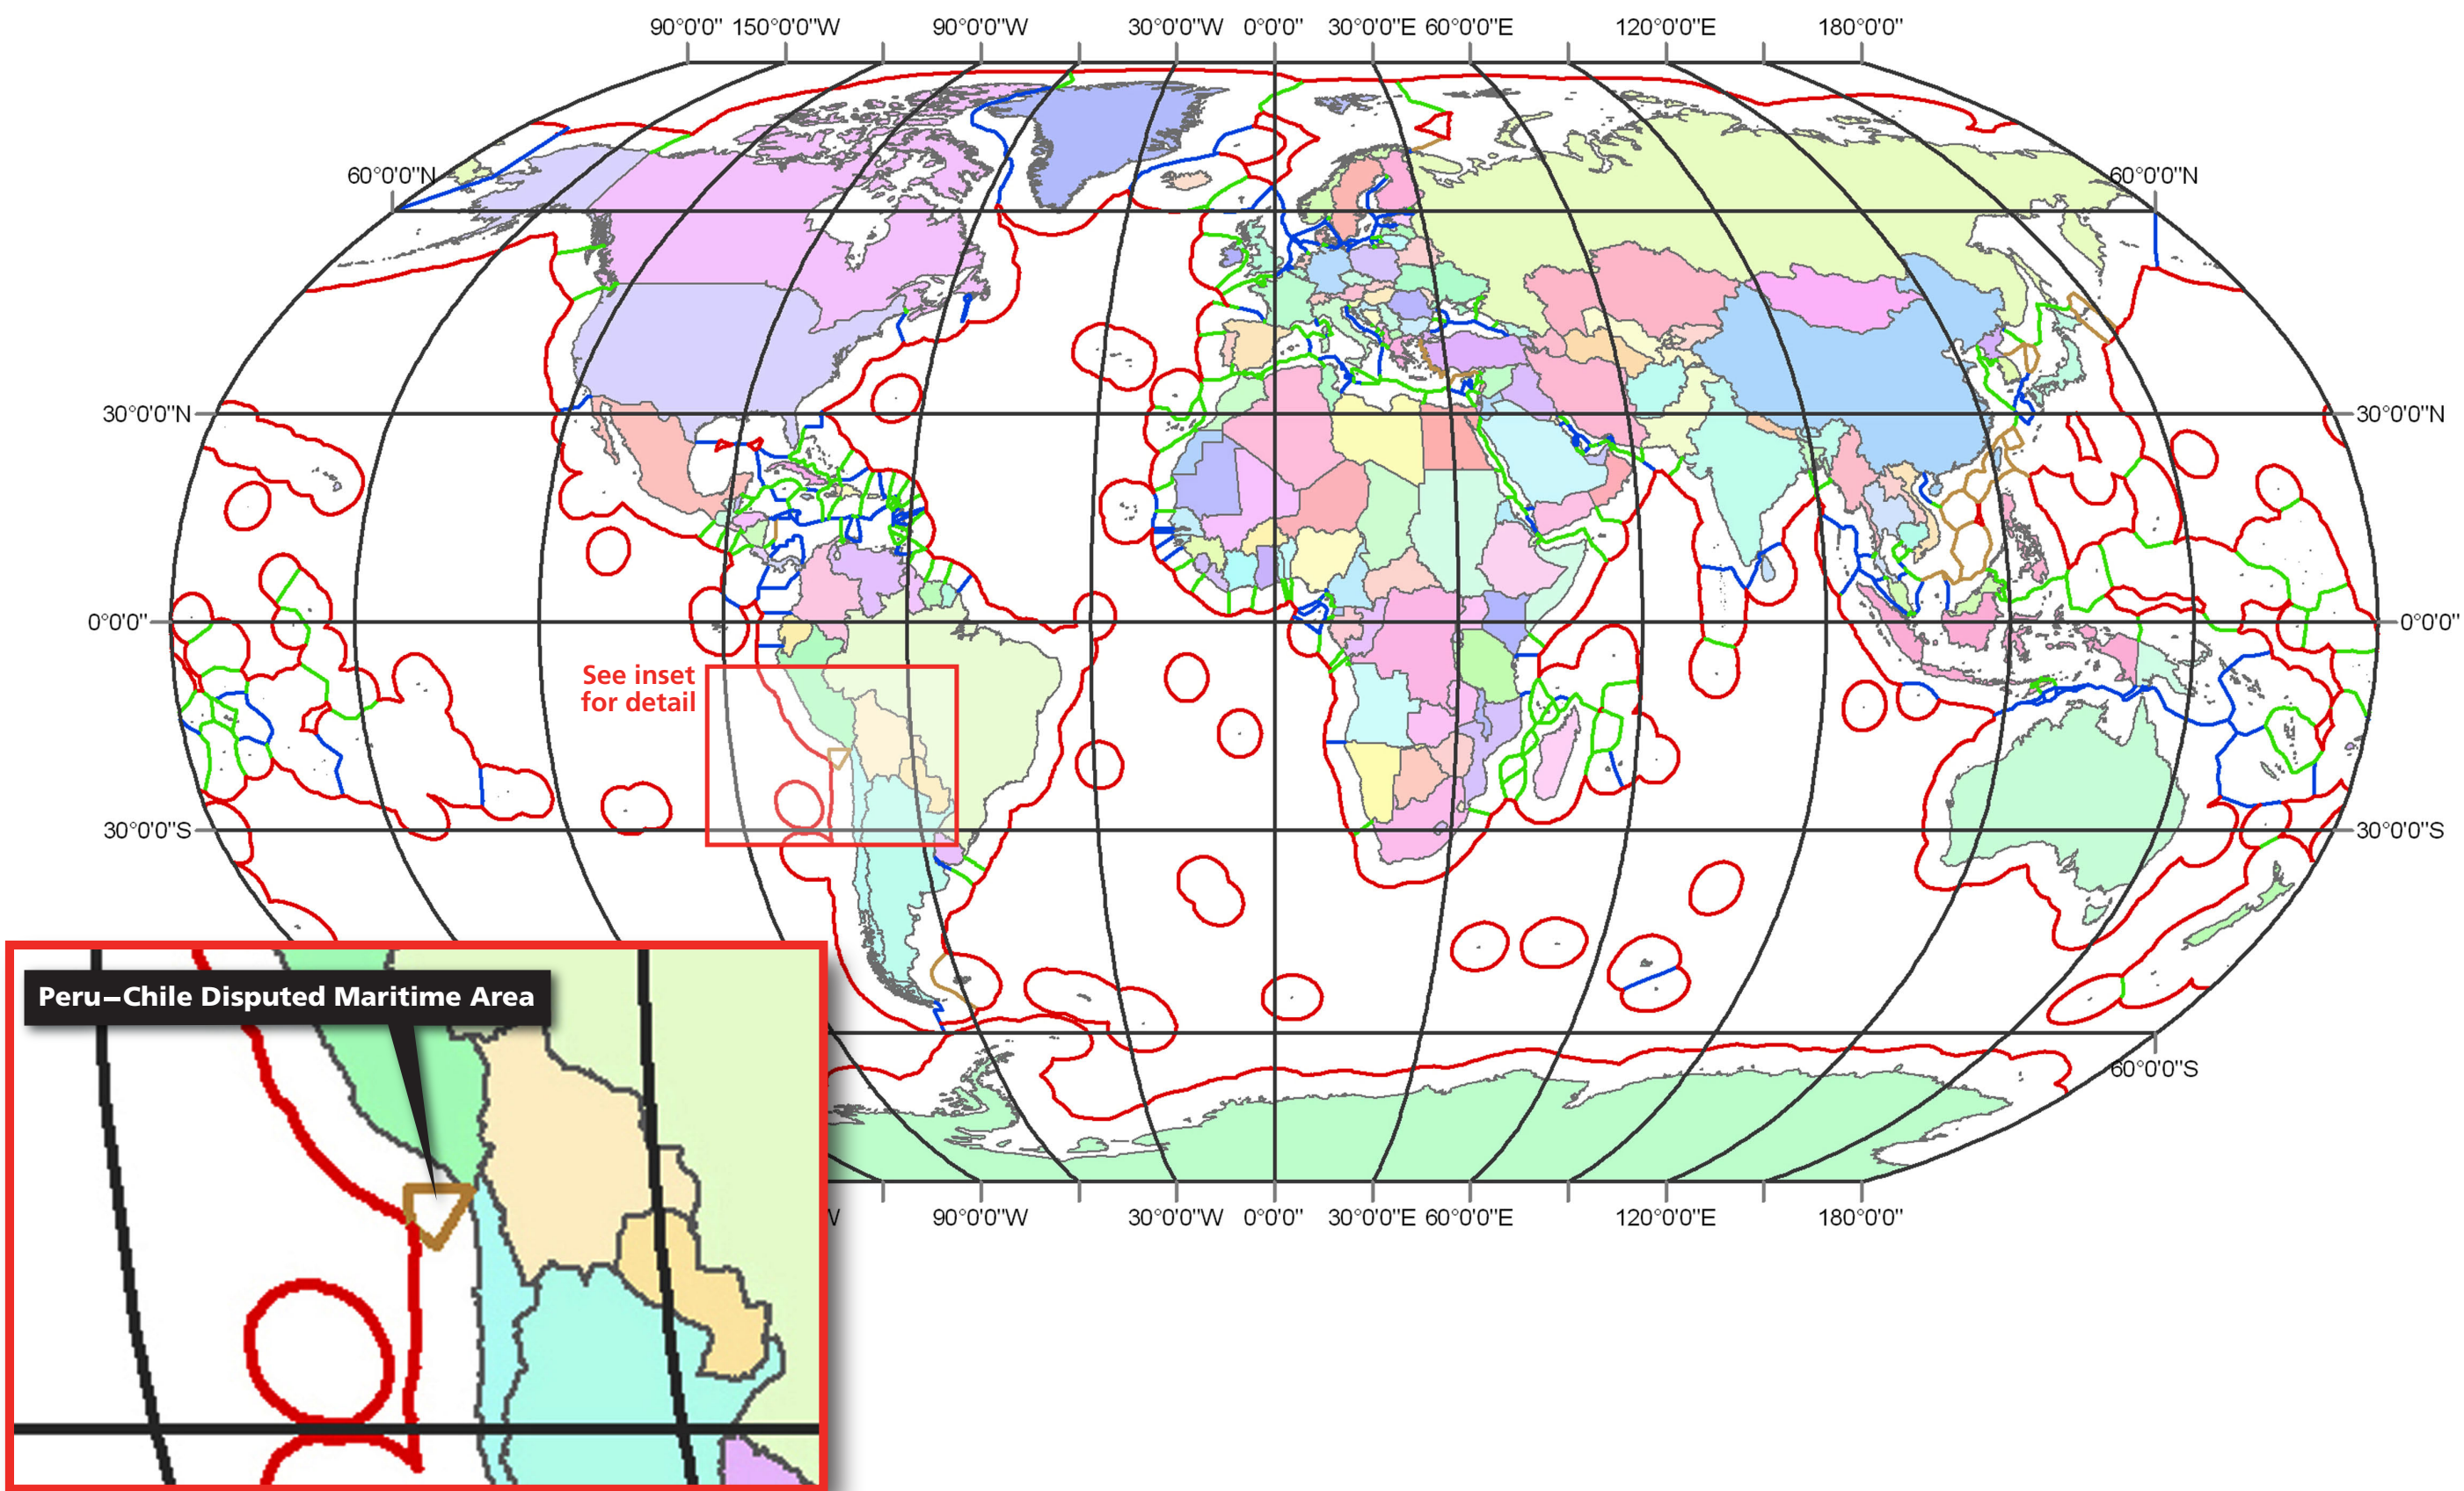 90°0'0" 150°0'0"W 90°0'0"W 30°0'0"W 0°0'0" 30°0'0"E 60°0'0"E 120°0'0"E 180°0'0"
60°0'0"N 60°0'0"N
30°0'0"N 30°0'0"N
0°0'0" 0°0'0"
See inset
for detail
30°0'0"S 30°0'0"S
Peru–Chile Disputed Maritime Area
60°0'0"S
90°0'0"W 30°0'0"W 0°0'0" 30°0'0"E 60°0'0"E 120°0'0"E 180°0'0"